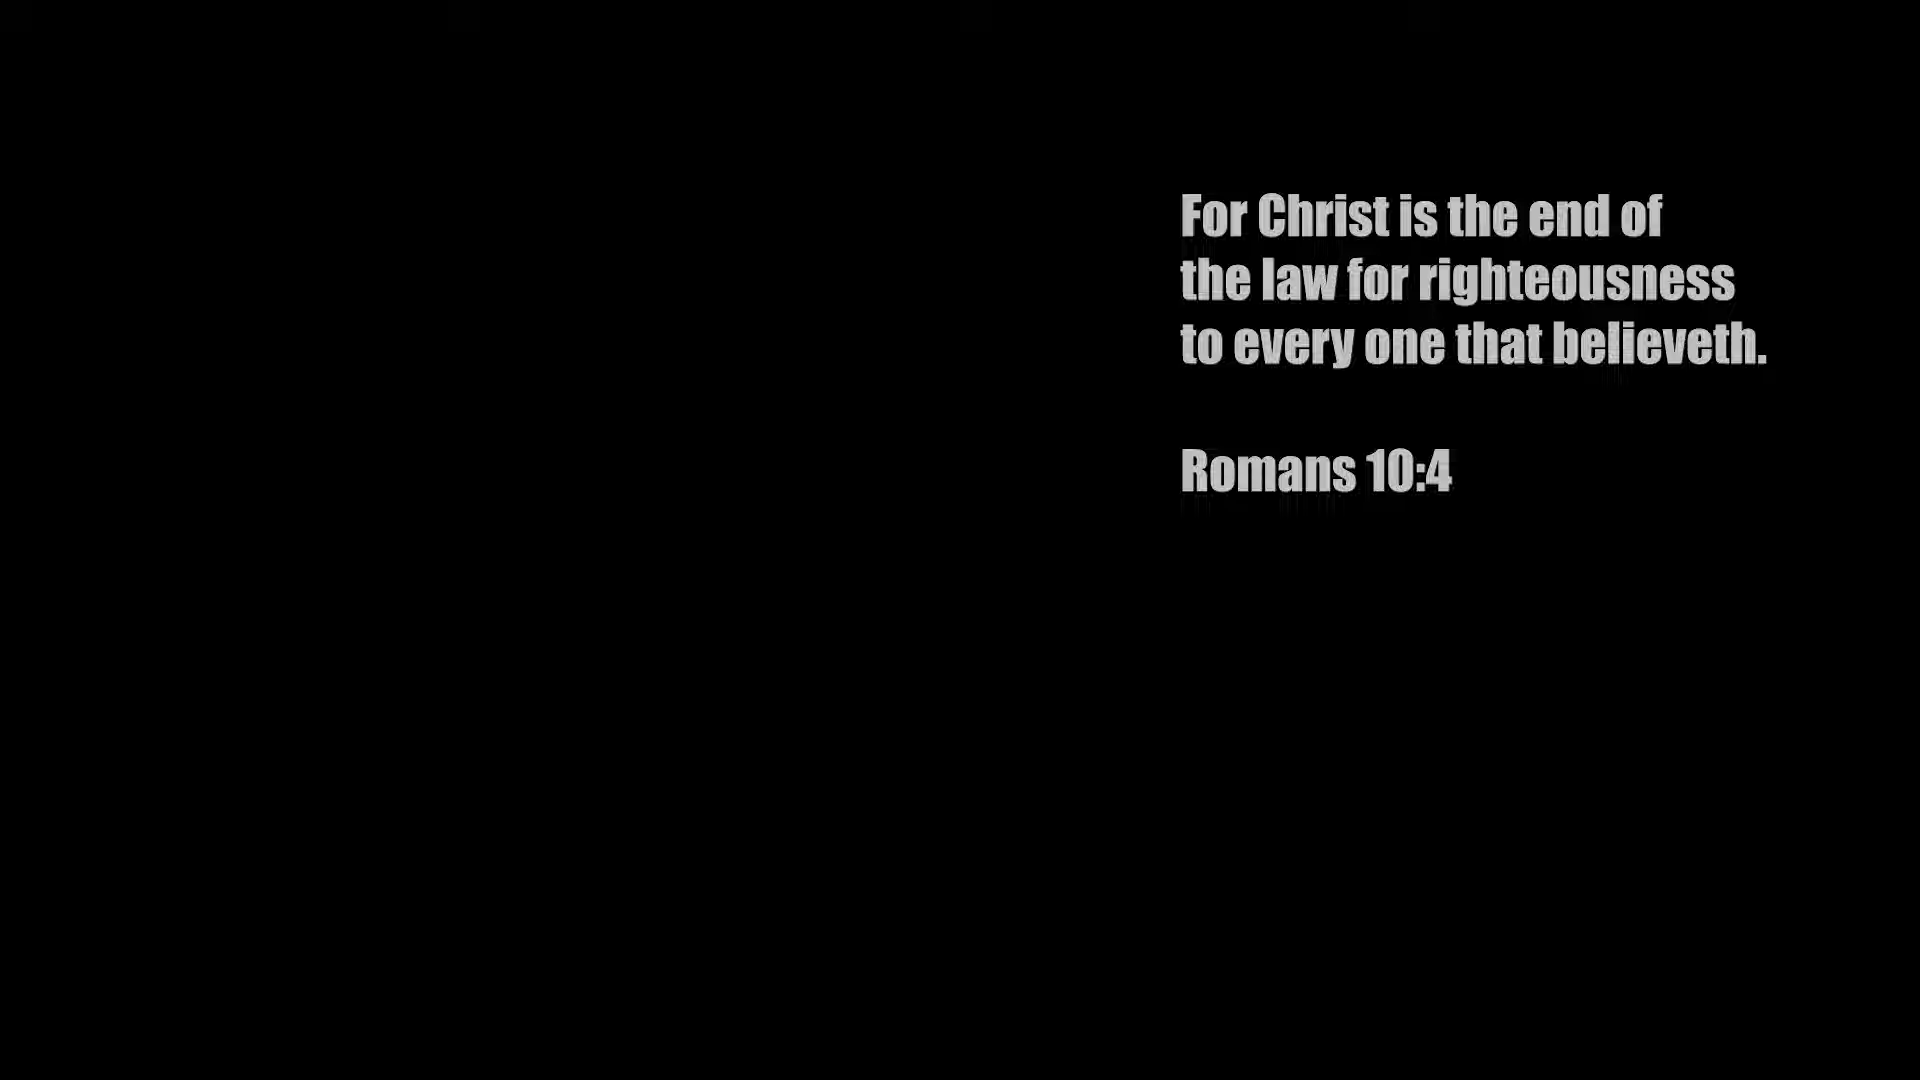 For Christ is the end of
the law for righteousness
to every one that believeth.
Romans 10:4